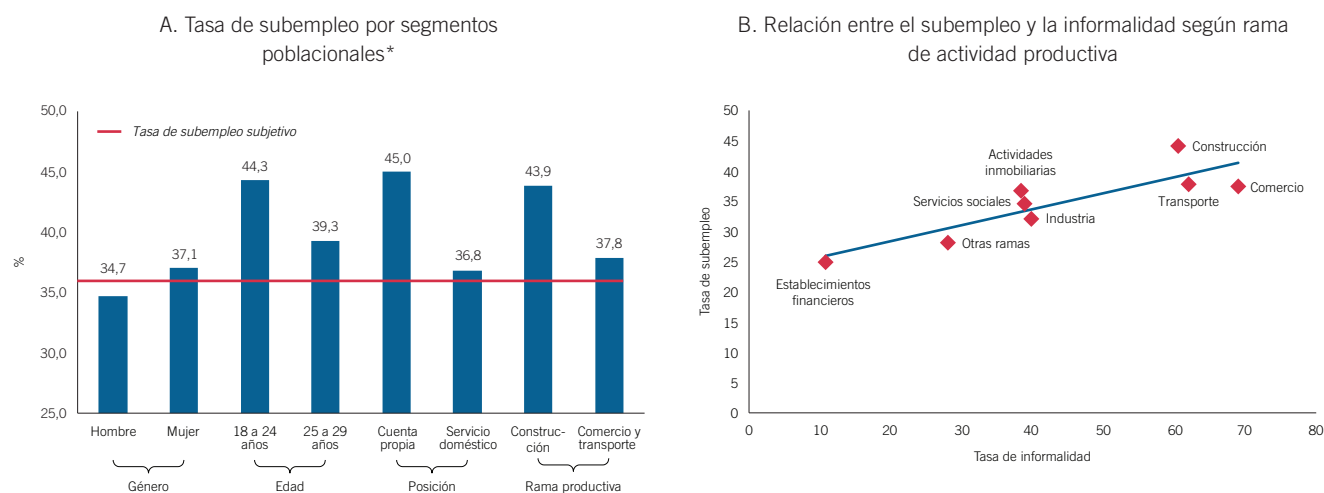 A. Tasa de subempleo por segmentos
poblacionales*
50,0
45,0
40,0
35,0
30,0
25,0
%
Tasa de subempleo subjetivo
34,7
37,1
44,3
39,3
45,0
36,8
43,9
37,8
Hombre
Mujer
18 a 24
años
25 a 29
años
Cuenta
propia
Servicio
doméstico
Construc-
ción
Comercio y
transporte
Género
Edad
Posición
Rama productiva
B. Relación entre el subempleo y la informalidad según rama
de actividad productiva
50
45
40
35
30
25
20
15
10
5
0
Tasa de subempleo
Construcción
Actividades
inmobiliarias
Comercio
Transporte
Servicios sociales
Industria
Otras ramas
Establecimientos
financieros
0
10
20
30
40
50
60
70
80
Tasa de informalidad